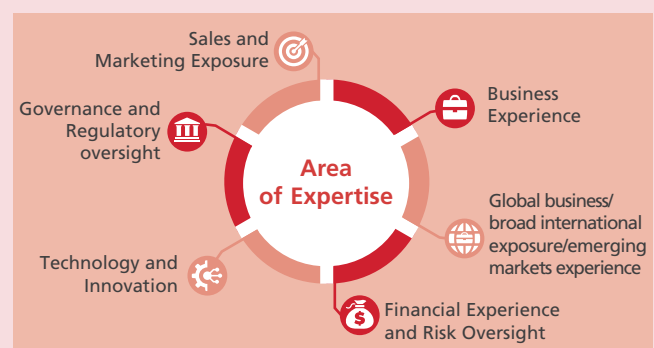 Sales and
Marketing Exposure
Business
Experience
Governance and
Regulatory
oversight
Area
of Expertise
Global business/
broad international
exposure/emerging
markets experience
Technology and
Innovation
$
Financial Experience
and Risk Oversight